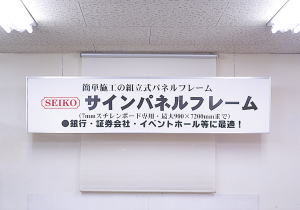 簡単施工の組立式パネルフレーム
SEIKO サインパネルフレーム
(7mmスチレンボード専用・最大900×7200mmまで)
●銀行・証券会社・イベントホール等に最適!